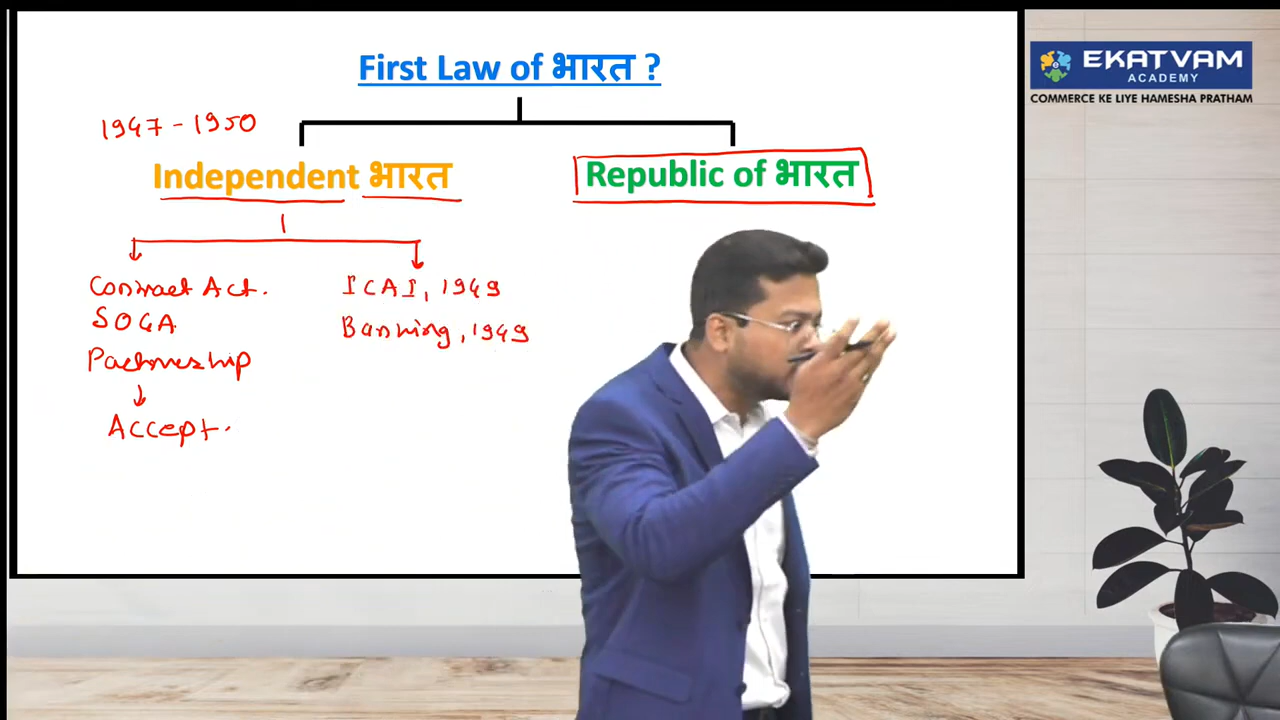 First Law of भारत ?
1947 - 1950
Independent भारत
Republic of भारत
Contract Act.
SOGA
Partnership
Accept.
ICAI, 1949
Banking, 1949
EKATVAM
ACADEMY
COMMERCE KE LIYE HAMESHA PRATHAM